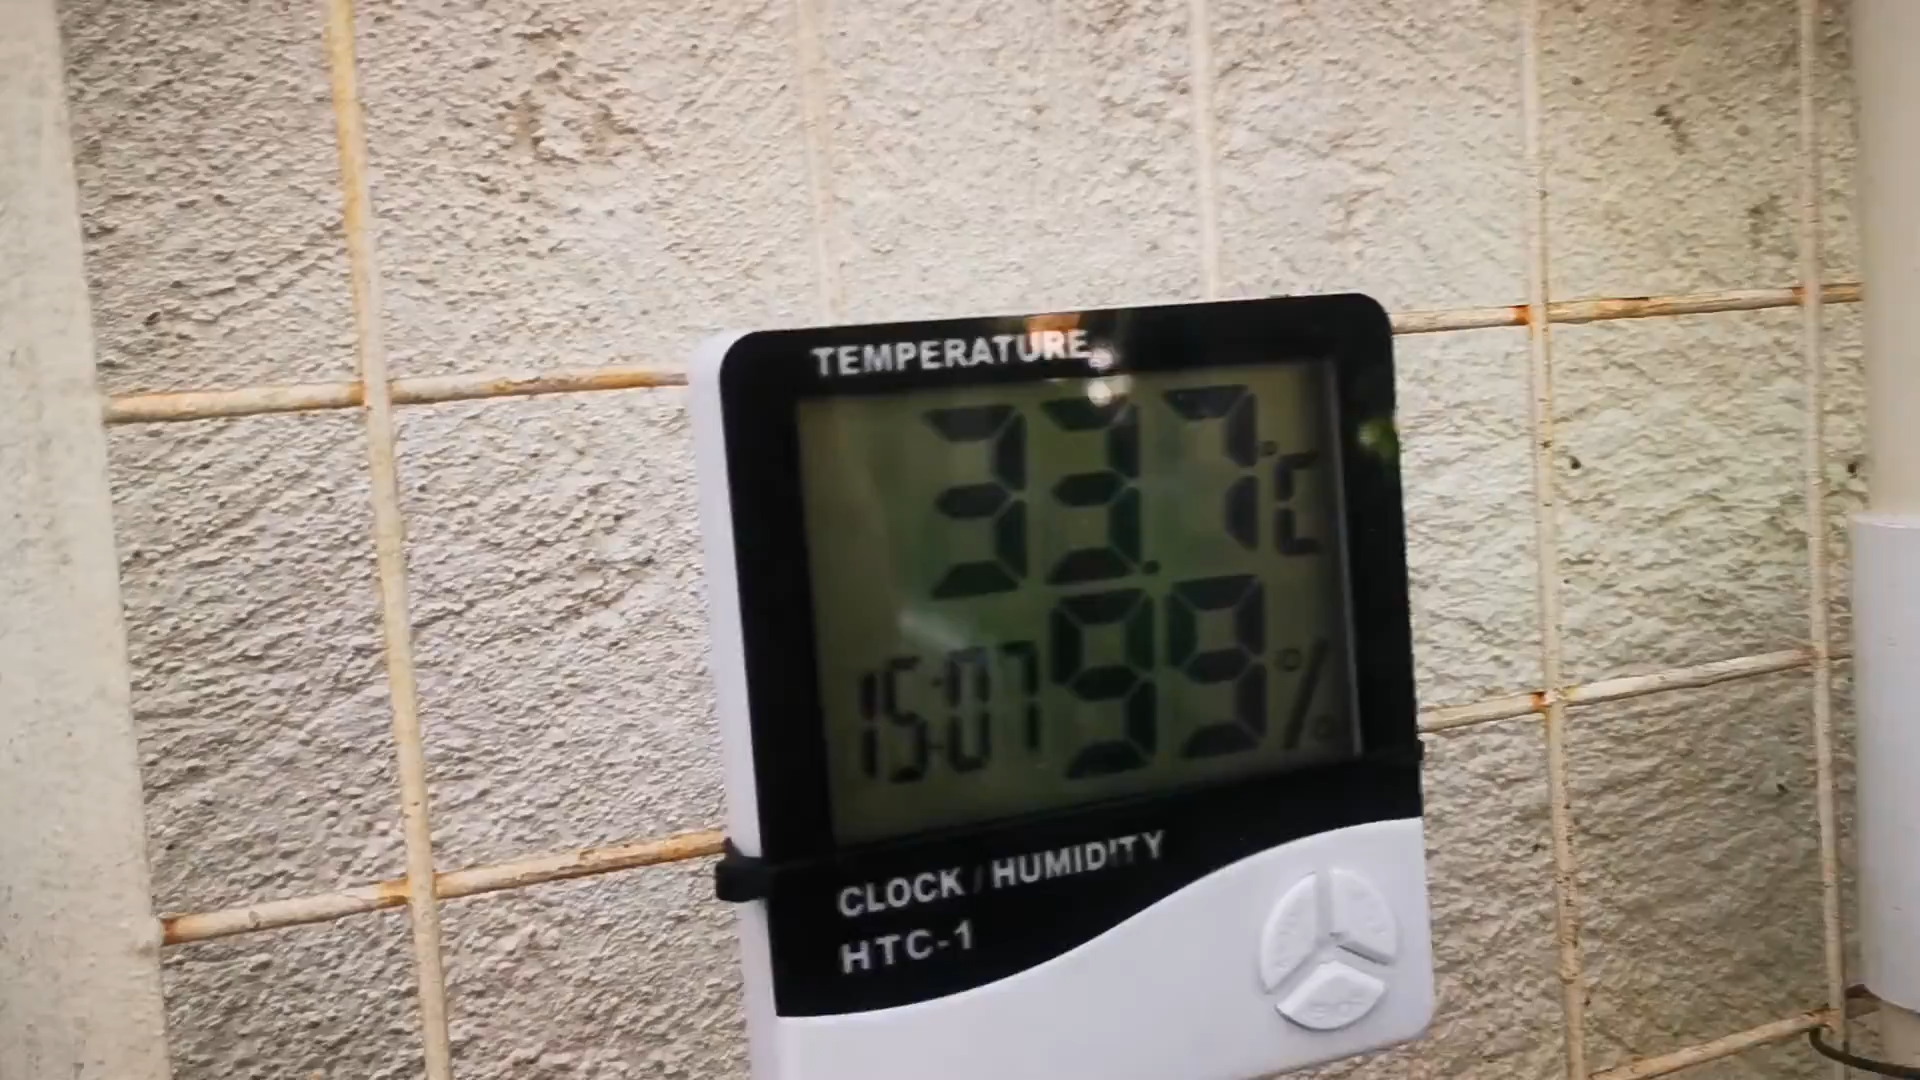 TEMPERATURE
33.7°C
15:07 99%
CLOCK / HUMIDITY
HTC-1